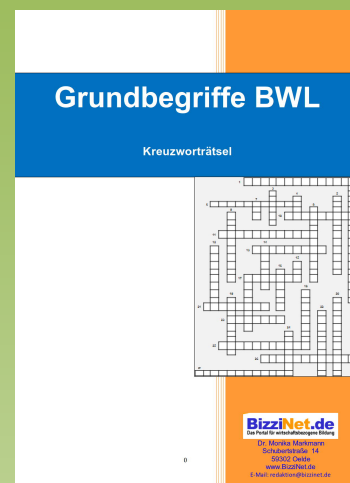 Grundbegriffe BWL
Kreuzworträtsel
BizziNet.de
Das Portal für wirtschaftsbezogene Bildung
Dr. Monika Markmann
Schubertstraße 14
59302 Oelde
www.BizziNet.de
E-Mail: redaktion@bizzinet.de
0